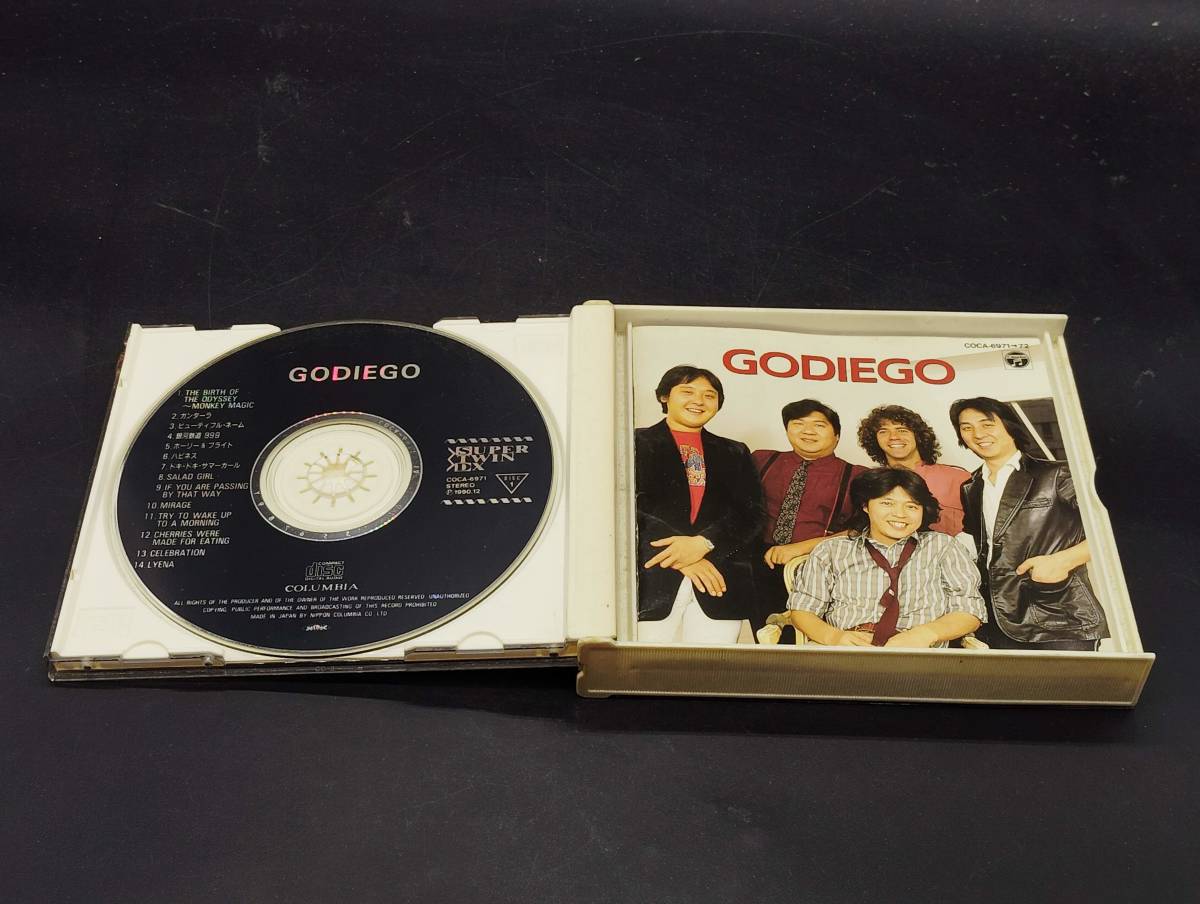 GODIEGO
1. THE BIRTH OF
THE ODYSSEY
~MONKEY MAGIC
2. ガンダーラ
3. ビューティフル・ネーム
4. 銀河鉄道 999
5. ホーリー&ブライト
6. ハピネス
7. ドキ・ドキ・サマーガール
8. SALAD GIRL
9. IF YOU ARE PASSING
BY THAT WAY
10. MIRAGE
11. TRY TO WAKE UP
TO A MORNING
12. CHERRIES WERE
MADE FOR EATING
13. CELEBRATION
14. LYENA
SUPER
TWIN
DX
COCA-6971
STEREO
℗ 1990.12
DISC
1
COMPACT
disc
DIGITAL AUDIO
COLUMBIA
ALL RIGHTS OF THE PRODUCER AND OF THE OWNER OF THE WORK REPRODUCED RESERVED. UNAUTHORIZED
COPYING, PUBLIC PERFORMANCE AND BROADCASTING OF THIS RECORD PROHIBITED
MADE IN JAPAN BY NIPPON COLUMBIA CO., LTD.
COCA-6971→72
GODIEGO